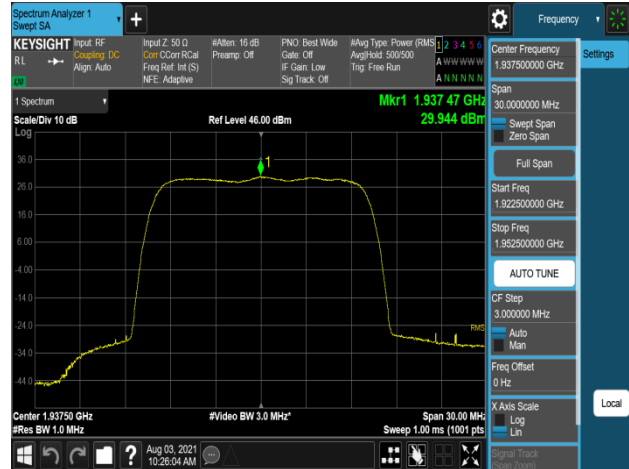 Spectrum Analyzer 1
Swept SA
+
Frequency
KEYSIGHT
RL
LNI
Input: RF
Coupling: DC
Align: Auto
Input Z: 50 Ω
Corr CCorr RCal
Freq Ref: Int (S)
NFE: Adaptive
#Atten: 16 dB
Preamp: Off
PNO: Best Wide
Gate: Off
IF Gain: Low
Sig Track: Off
#Avg Type: Power (RMS
Avg|Hold: 500/500
Trig: Free Run
1 2 3 4 5 6
A W W W W W
A N N N N N
1 Spectrum
Scale/Div 10 dB
Log
Ref Level 46.00 dBm
Mkr1 1.937 47 GHz
29.944 dBm
1
36.0
26.0
16.0
6.00
-4.00
-14.0
-24.0
-34.0
-44.0
RMS
Center 1.93750 GHz
#Res BW 1.0 MHz
#Video BW 3.0 MHz*
Span 30.00 MHz
Sweep 1.00 ms (1001 pts
Aug 03, 2021
10:26:04 AM
?
Center Frequency
1.937500000 GHz
Span
30.0000000 MHz
Swept Span
Zero Span
Full Span
Start Freq
1.922500000 GHz
Stop Freq
1.952500000 GHz
AUTO TUNE
CF Step
3.000000 MHz
Auto
Man
Freq Offset
0 Hz
X Axis Scale
Log
Lin
Signal Track
(Span Zoom)
Settings
Local